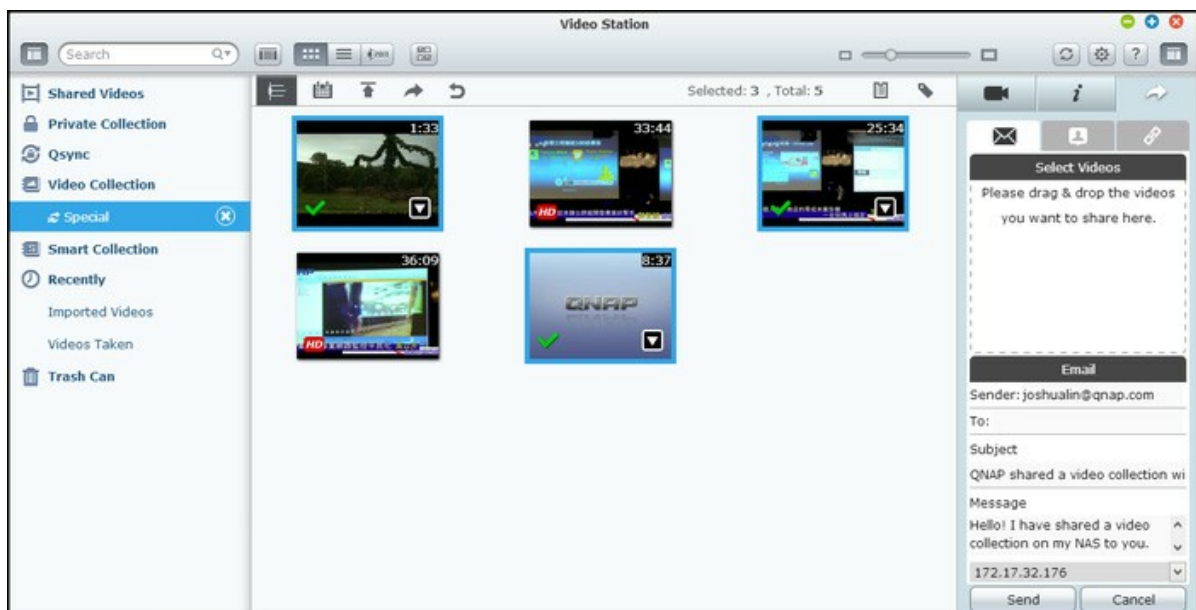 Video Station
Search
Selected: 3 , Total: 5
Shared Videos
Private Collection
Qsync
Video Collection
Special
Smart Collection
Recently
Imported Videos
Videos Taken
Trash Can
1:33
33:44
HD
25:34
36:09
HD
8:37
QNAP
Select Videos
Please drag & drop the videos
you want to share here.
Email
Sender: joshualin@qnap.com
To:
Subject
QNAP shared a video collection wi
Message
Hello! I have shared a video
collection on my NAS to you.
172.17.32.176
Send
Cancel